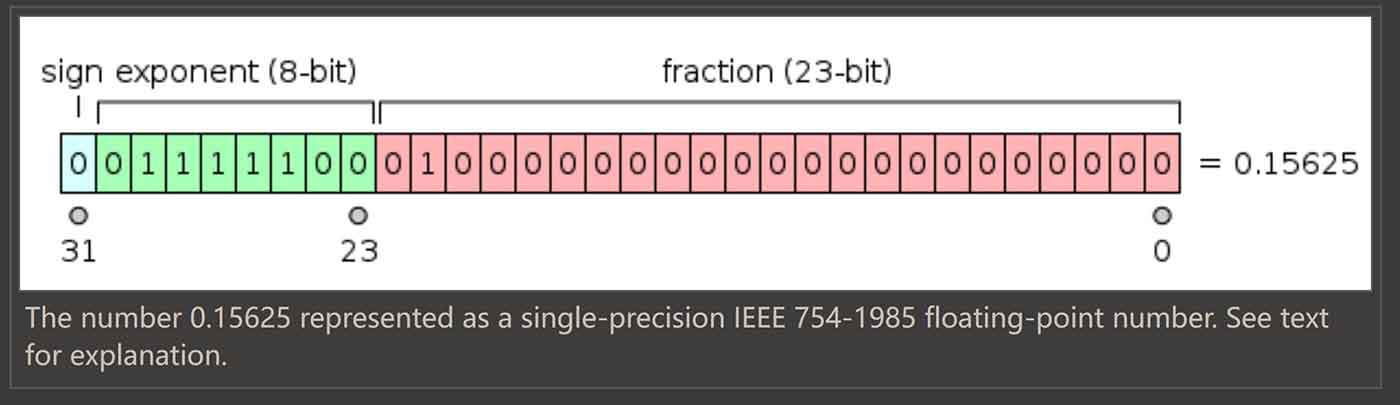 sign exponent (8-bit) fraction (23-bit)
0 0 1 1 1 1 1 0 0 0 1 0 0 0 0 0 0 0 0 0 0 0 0 0 0 0 0 0 0 0 0 0 = 0.15625
31 23 0
The number 0.15625 represented as a single-precision IEEE 754-1985 floating-point number. See text
for explanation.